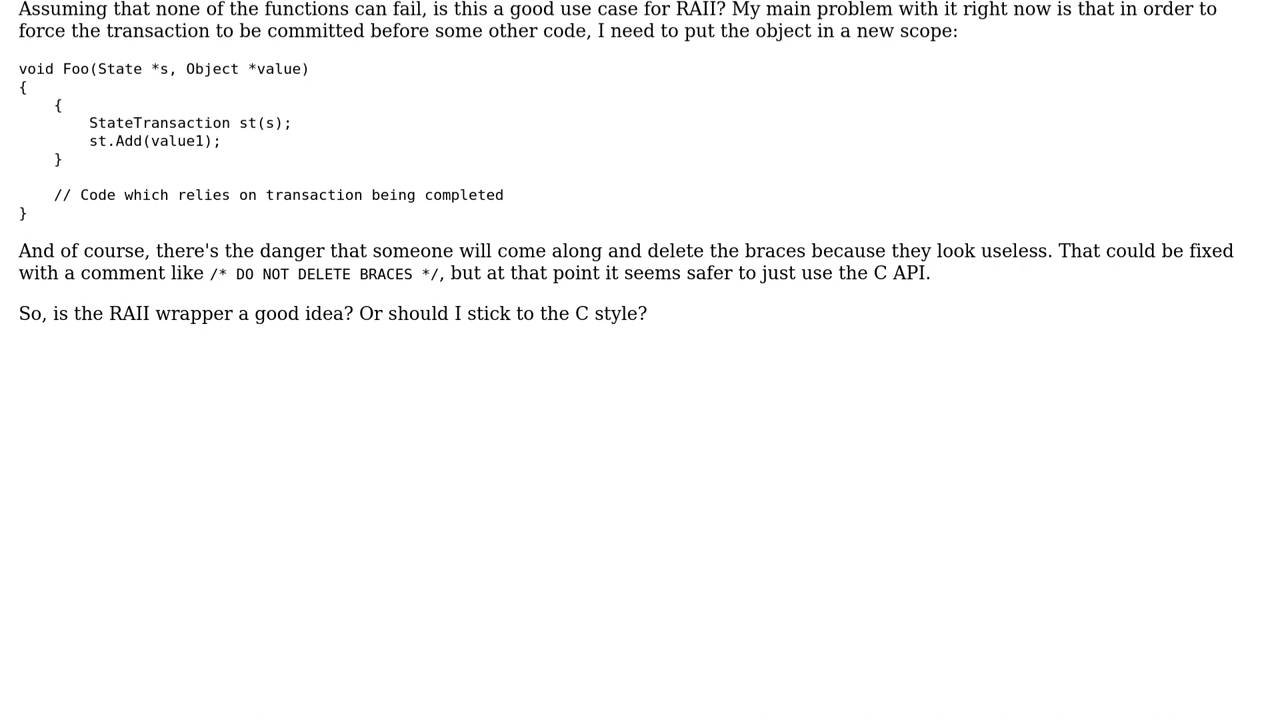 Assuming that none of the functions can fail, is this a good use case for RAII? My main problem with it right now is that in order to
force the transaction to be committed before some other code, I need to put the object in a new scope:
void Foo(State *s, Object *value)
{
    {
        StateTransaction st(s);
        st.Add(value1);
    }

    // Code which relies on transaction being completed
}
And of course, there's the danger that someone will come along and delete the braces because they look useless. That could be fixed
with a comment like /* DO NOT DELETE BRACES */, but at that point it seems safer to just use the C API.
So, is the RAII wrapper a good idea? Or should I stick to the C style?